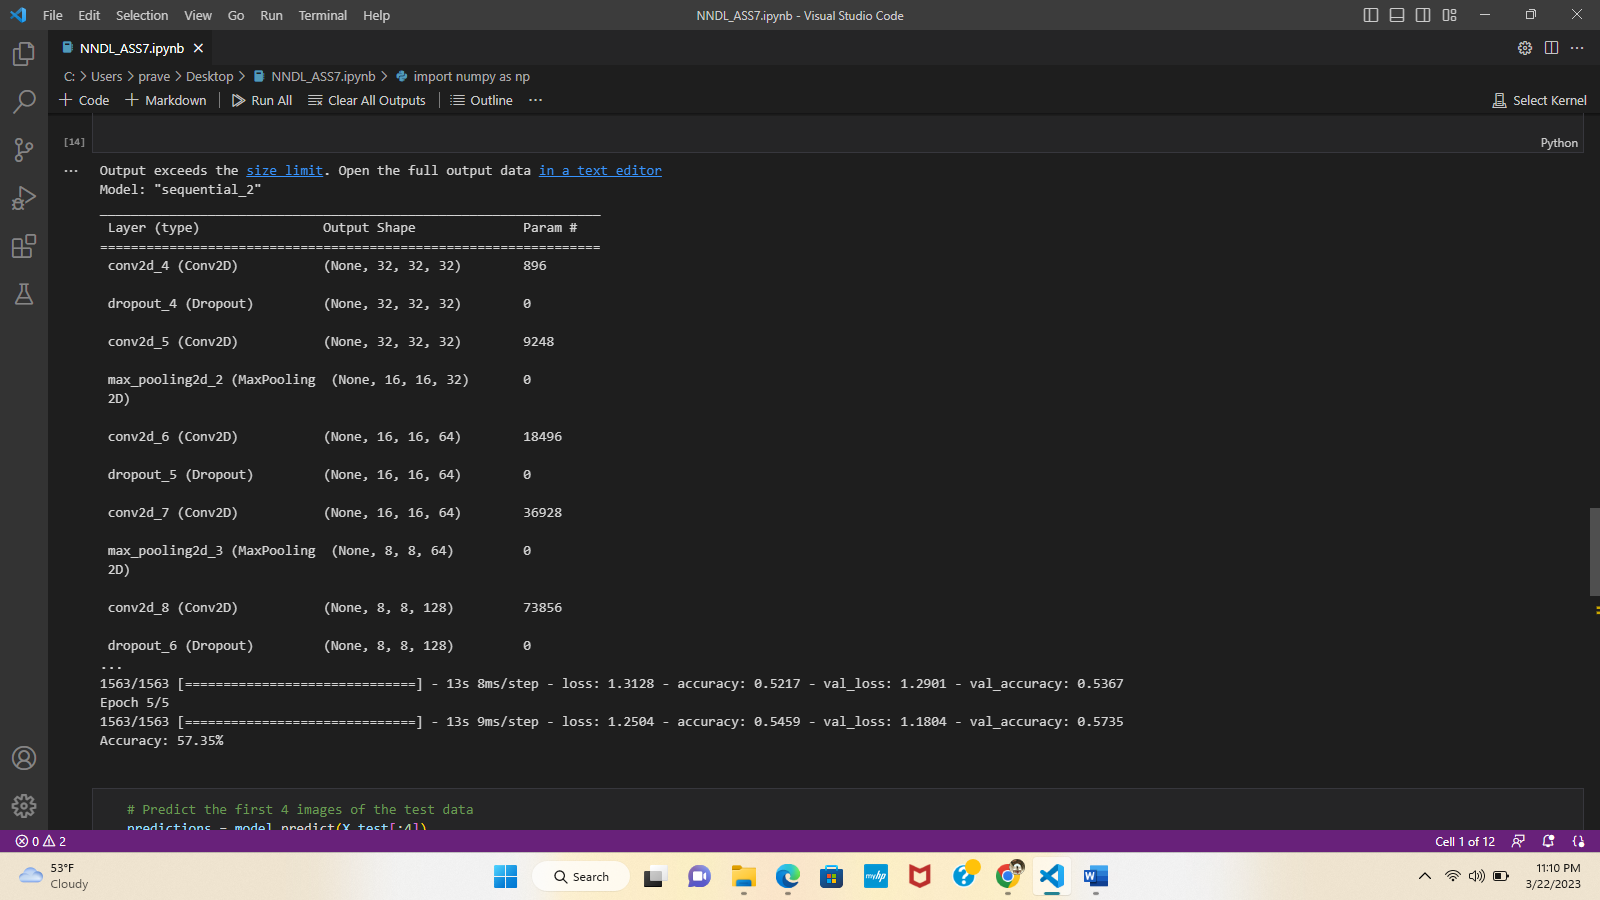 File Edit Selection View Go Run Terminal Help
NNDL_ASS7.ipynb - Visual Studio Code
NNDL_ASS7.ipynb
C: > Users > prave > Desktop > NNDL_ASS7.ipynb > import numpy as np
Code Markdown Run All Clear All Outputs Outline ...
Select Kernel
[14]
Python
... Output exceeds the size limit. Open the full output data in a text editor
Model: "sequential_2"
_________________________________________________________________
Layer (type) Output Shape Param #
=================================================================
conv2d_4 (Conv2D) (None, 32, 32, 32) 896
dropout_4 (Dropout) (None, 32, 32, 32) 0
conv2d_5 (Conv2D) (None, 32, 32, 32) 9248
max_pooling2d_2 (MaxPooling (None, 16, 16, 32) 0
2D)
conv2d_6 (Conv2D) (None, 16, 16, 64) 18496
dropout_5 (Dropout) (None, 16, 16, 64) 0
conv2d_7 (Conv2D) (None, 16, 16, 64) 36928
max_pooling2d_3 (MaxPooling (None, 8, 8, 64) 0
2D)
conv2d_8 (Conv2D) (None, 8, 8, 128) 73856
dropout_6 (Dropout) (None, 8, 8, 128) 0
...
1563/1563 [==============================] - 13s 8ms/step - loss: 1.3128 - accuracy: 0.5217 - val_loss: 1.2901 - val_accuracy: 0.5367
Epoch 5/5
1563/1563 [==============================] - 13s 9ms/step - loss: 1.2504 - accuracy: 0.5459 - val_loss: 1.1804 - val_accuracy: 0.5735
Accuracy: 57.35%
# Predict the first 4 images of the test data
predictions = model.predict(X_test[:4])
0 2
Cell 1 of 12
53°F
Cloudy
Search
myhp
W
11:10 PM
3/22/2023